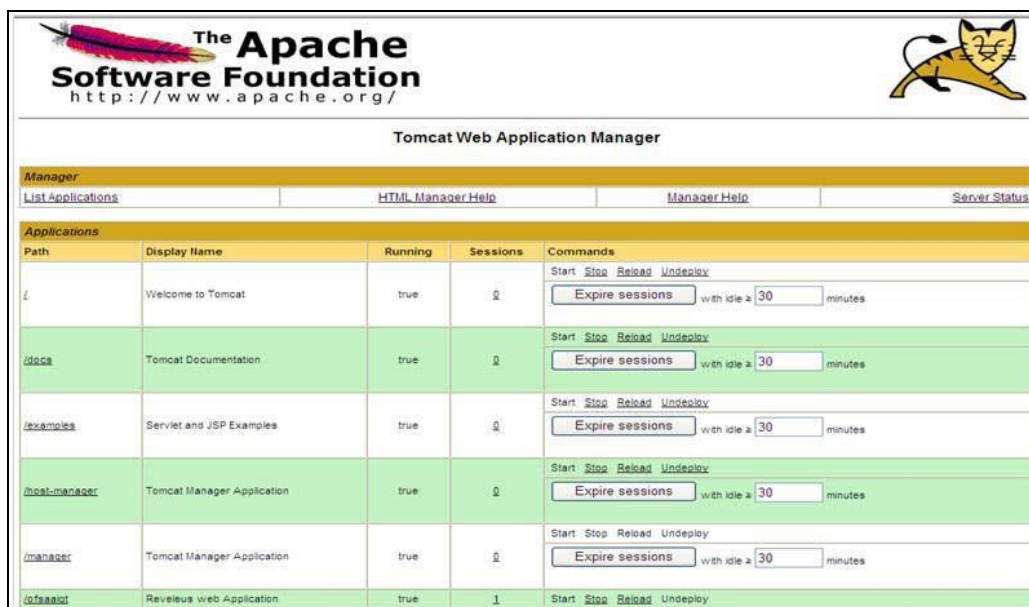 The Apache
Software Foundation
http://www.apache.org/
Tomcat Web Application Manager
Manager
List Applications HTML Manager Help Manager Help Server Status
Applications
Path Display Name Running Sessions Commands
Start Stop Reload Undeploy
/ Welcome to Tomcat true 0 Expire sessions with idle ≥ 30 minutes
Start Stop Reload Undeploy
/docs Tomcat Documentation true 0 Expire sessions with idle ≥ 30 minutes
Start Stop Reload Undeploy
/examples Servlet and JSP Examples true 0 Expire sessions with idle ≥ 30 minutes
Start Stop Reload Undeploy
/host-manager Tomcat Manager Application true 0 Expire sessions with idle ≥ 30 minutes
Start Stop Reload Undeploy
/manager Tomcat Manager Application true 0 Expire sessions with idle ≥ 30 minutes
Reveleus web Application true 1 Start Stop Reload Undeploy